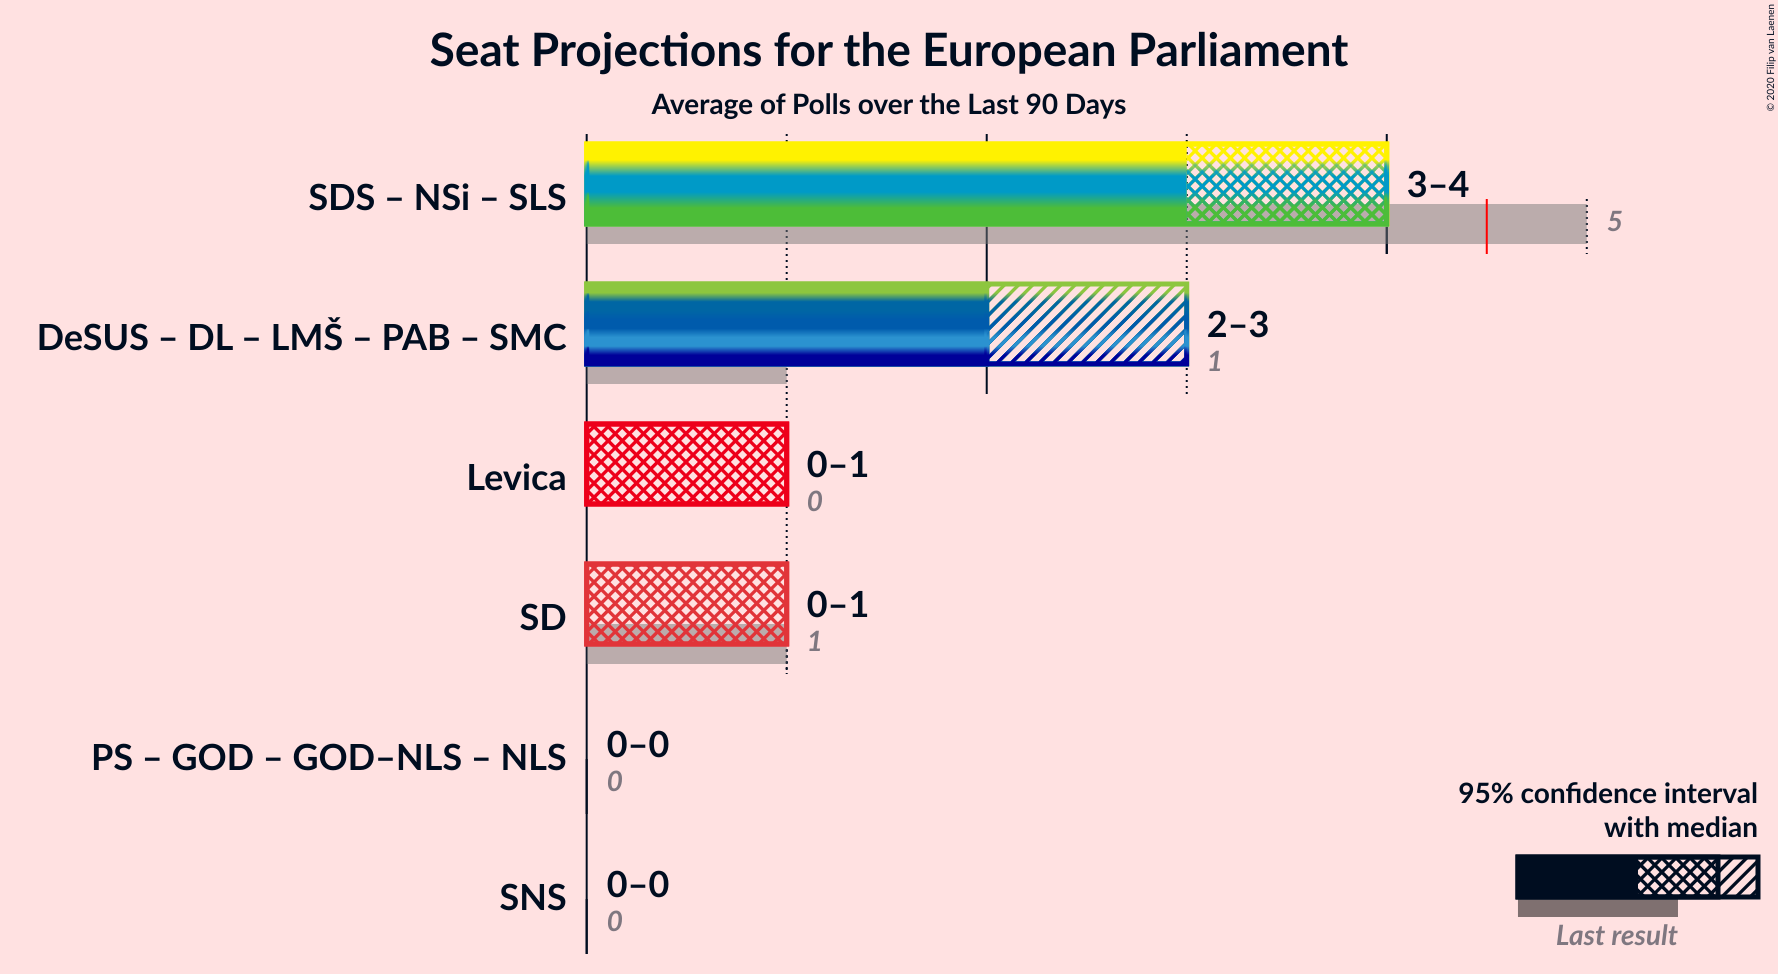 Seat Projections for the European Parliament
Average of Polls over the Last 90 Days
© 2020 Filip van Laenen
SDS – NSi – SLS
3–4
5
DeSUS – DL – LMŠ – PAB – SMC
2–3
1
Levica
0–1
0
SD
0–1
1
PS – GOD – GOD–NLS – NLS
0–0
0
SNS
0–0
0
95% confidence interval
with median
Last result